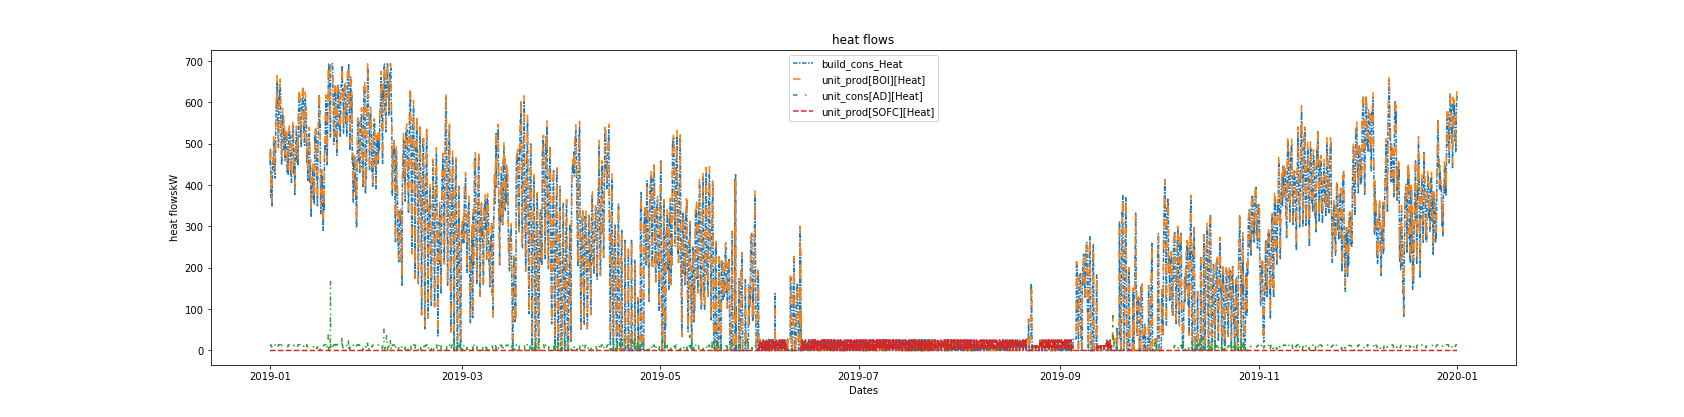 heat flows
build_cons_Heat
unit_prod[BOI][Heat]
unit_cons[AD][Heat]
unit_prod[SOFC][Heat]
heat flowskW
700
600
500
400
300
200
100
0
2019-01
2019-03
2019-05
2019-07
2019-09
2019-11
2020-01
Dates